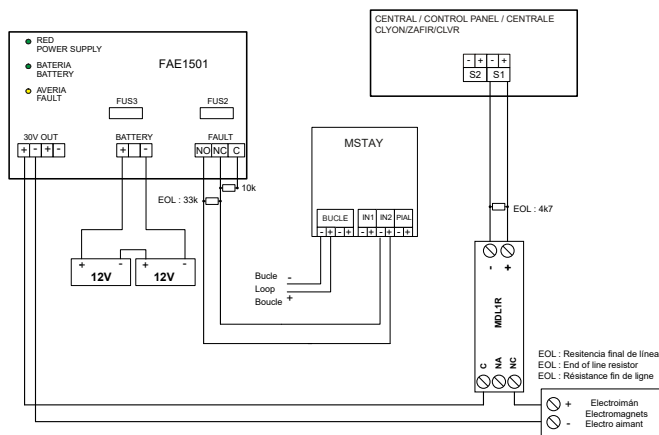 CENTRAL / CONTROL PANEL / CENTRALE
CLYON/ZAFIR/CLVR
- + - +
S2 S1
RED
POWER SUPPLY
BATERIA
BATTERY
AVERIA
FAULT
FAE1501
FUS3
FUS2
30V OUT
BATTERY
FAULT
+ - + -
+ -
NO NC C
10k
EOL : 33k
MSTAY
BUCLE IN1 IN2 PIAL
- + - + - + - + - +
EOL : 4k7
+ - + -
12V 12V
Bucle -
Loop
Boucle +
- +
MDL1R
C NA NC
EOL : Resitencia final de línea
EOL : End of line resistor
EOL : Résistance fin de ligne
+ Electroimán
Electromagnets
- Electro aimant